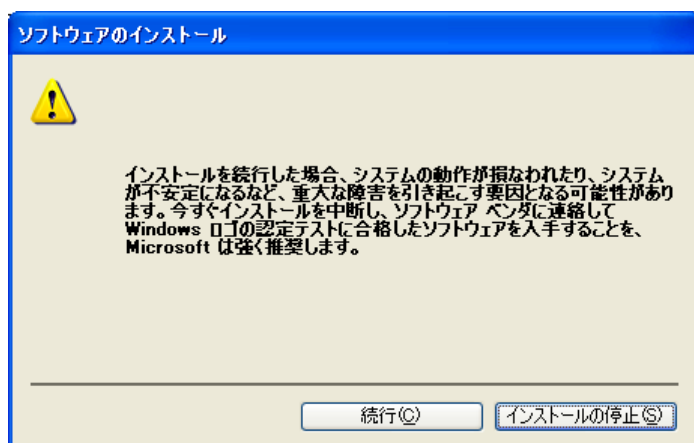 ソフトウェアのインストール
インストールを続行した場合、システムの動作が損なわれたり、システム
が不安定になるなど、重大な障害を引き起こす要因となる可能性があり
ます。今すぐインストールを中断し、ソフトウェア ベンダに連絡して
Windows ロゴの認定テストに合格したソフトウェアを入手することを、
Microsoft は強く推奨します。
続行(C) インストールの停止(S)